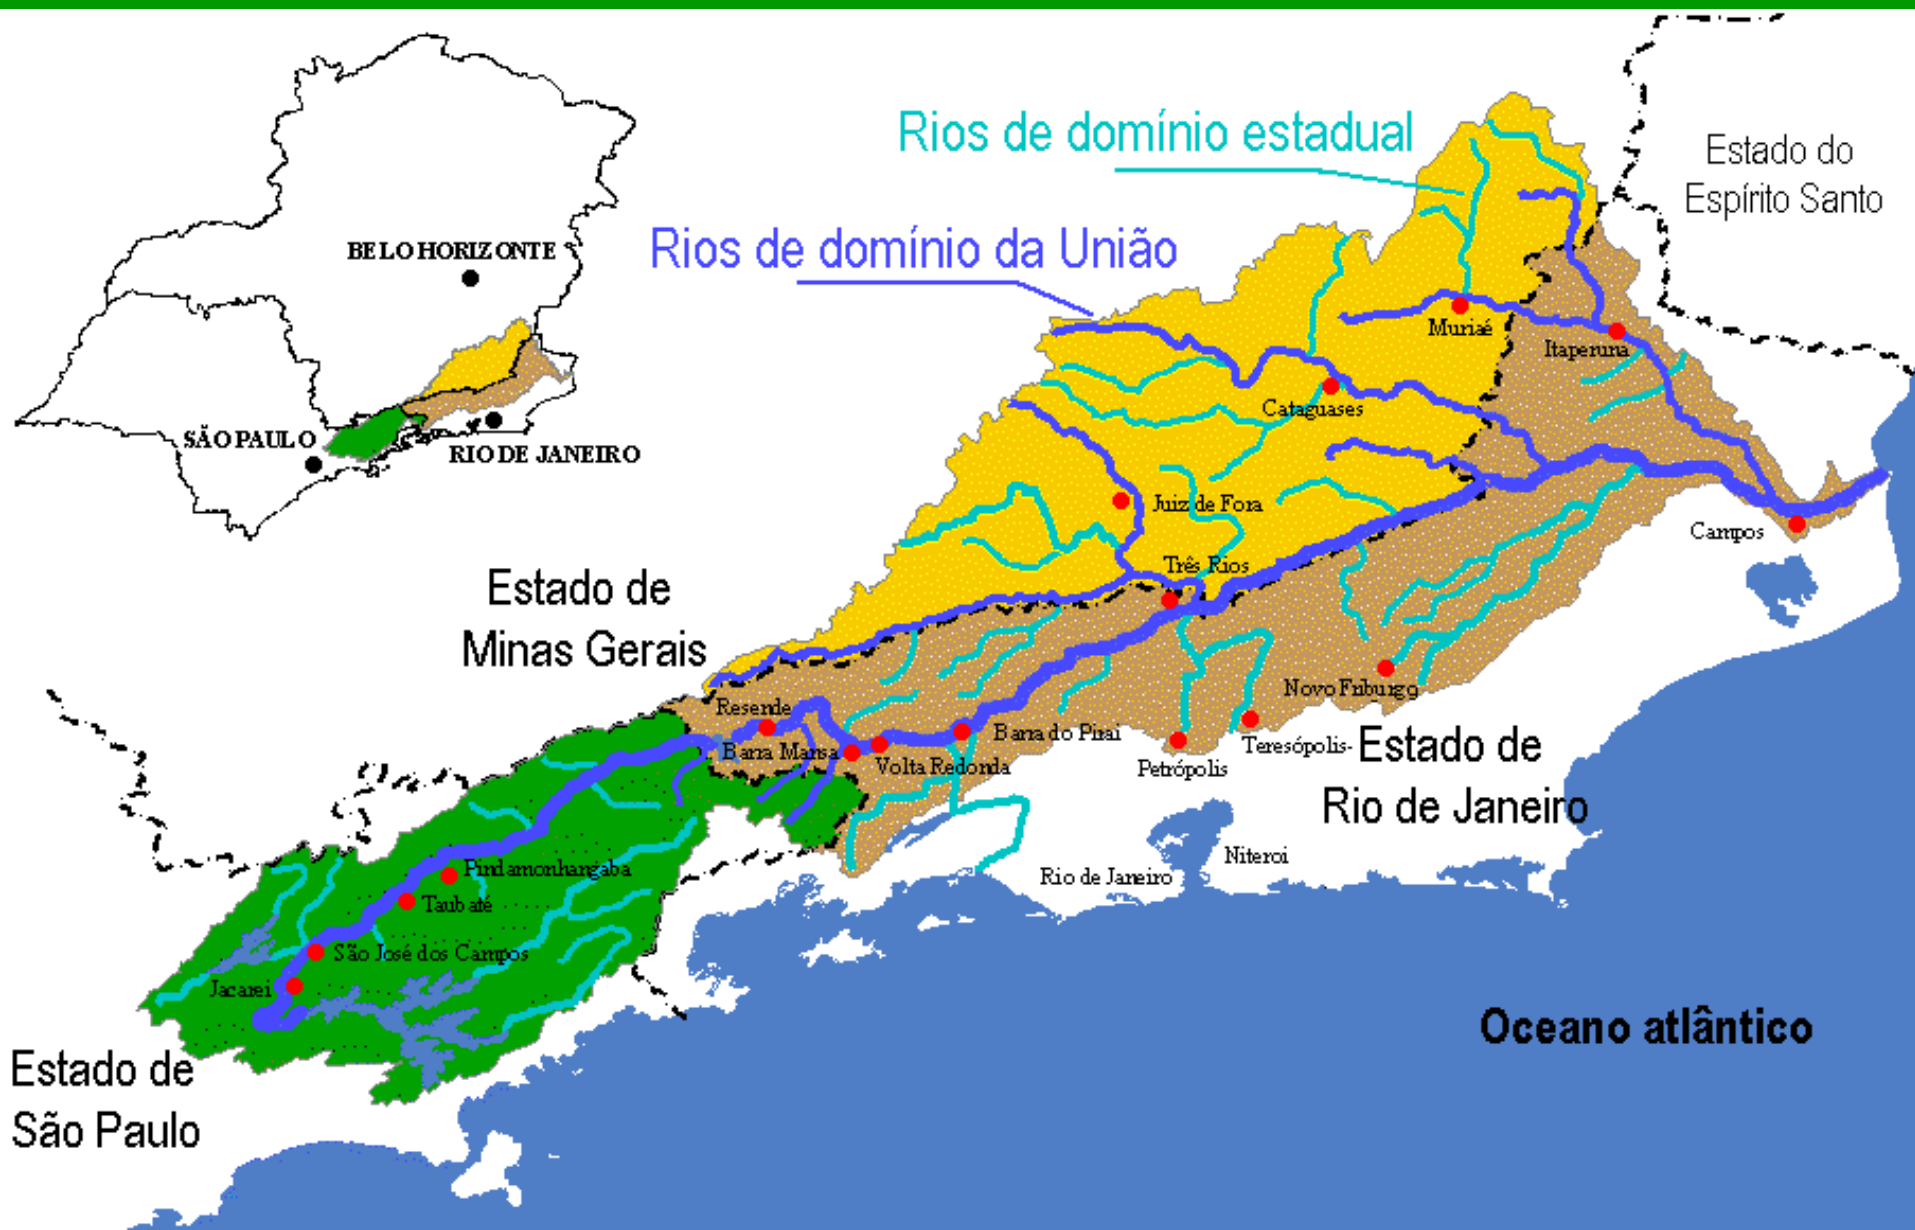 Rios de domínio estadual
Estado do
Espírito Santo
Rios de domínio da União
BELO HORIZONTE
SÃO PAULO
RIO DE JANEIRO
Muriaé
Itaperuna
Cataguases
Juiz de Fora
Campos
Três Rios
Estado de
Minas Gerais
Resende
Barra Mansa
Volta Redonda
Barra do Pirai
Petrópolis
Teresópolis-
Novo Friburgo
Estado de
Rio de Janeiro
Rio de Janeiro
Niteroi
Pindamonhangaba
Taubaté
São José dos Campos
Jacarei
Oceano atlântico
Estado de
São Paulo